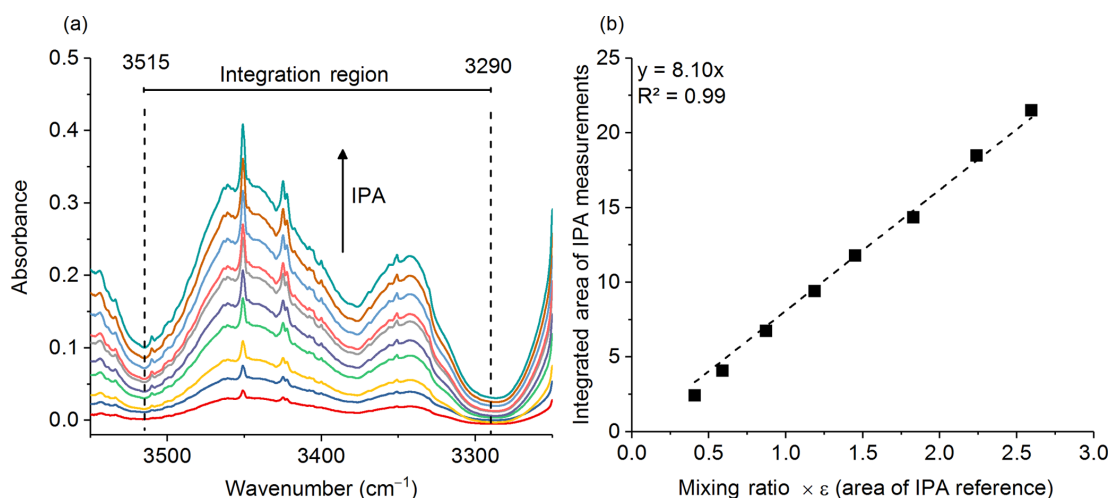 (a)
3515
3290
Integration region
IPA
Absorbance
0.5
0.4
0.3
0.2
0.1
0.0
3500
3400
3300
Wavenumber (cm⁻¹)
(b)
y = 8.10x
R² = 0.99
Integrated area of IPA measurements
25
20
15
10
5
0
0.0
0.5
1.0
1.5
2.0
2.5
3.0
Mixing ratio × ε (area of IPA reference)